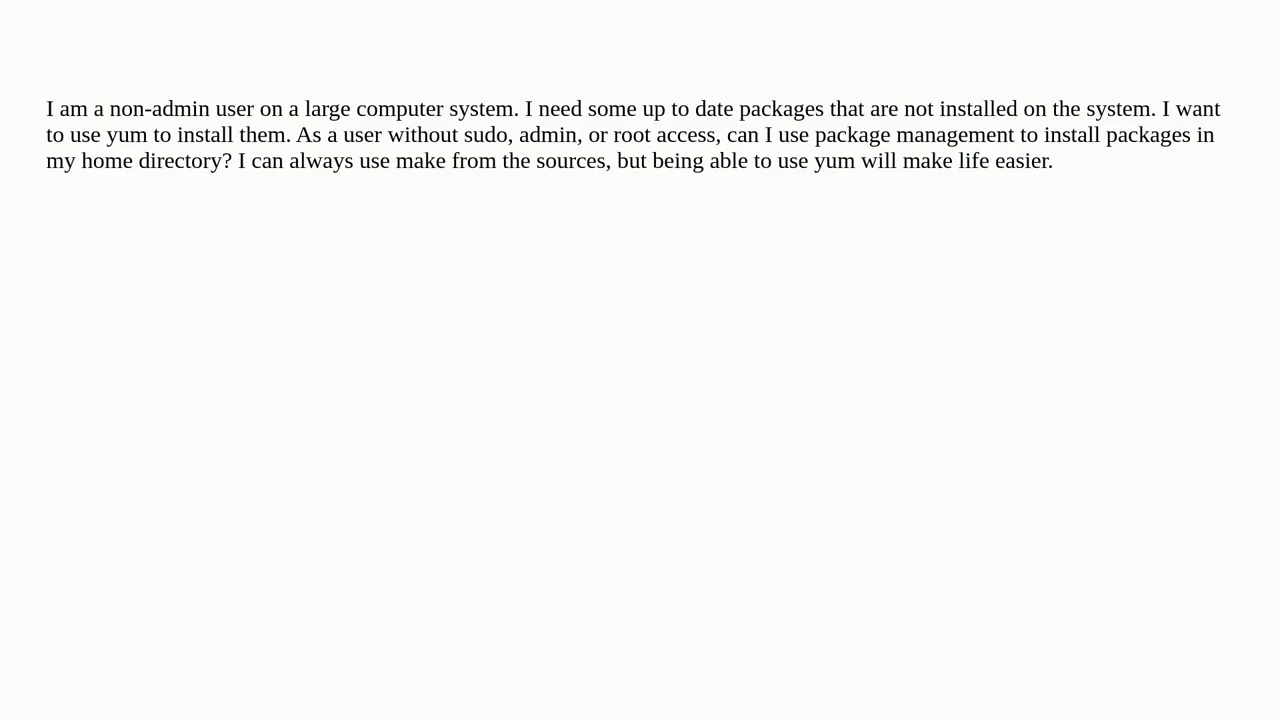 I am a non-admin user on a large computer system. I need some up to date packages that are not installed on the system. I want
to use yum to install them. As a user without sudo, admin, or root access, can I use package management to install packages in
my home directory? I can always use make from the sources, but being able to use yum will make life easier.